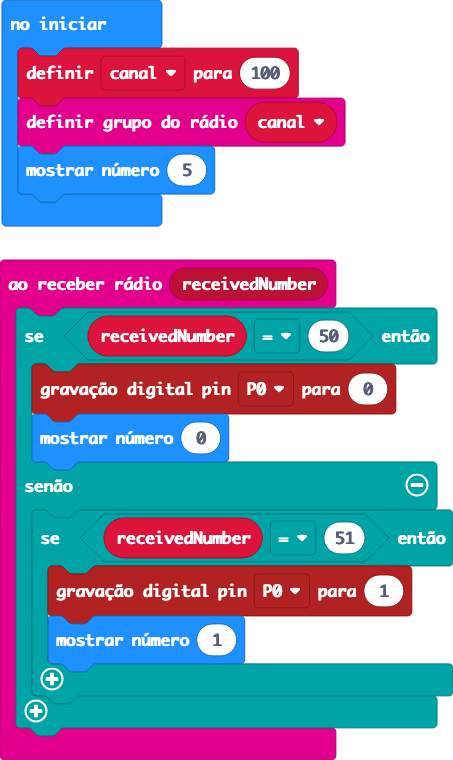 no iniciar
definir canal para 100
definir grupo do rádio canal
mostrar número 5
ao receber rádio receivedNumber
se receivedNumber = 50 então
gravação digital pin P0 para 0
mostrar número 0
senão
se receivedNumber = 51 então
gravação digital pin P0 para 1
mostrar número 1